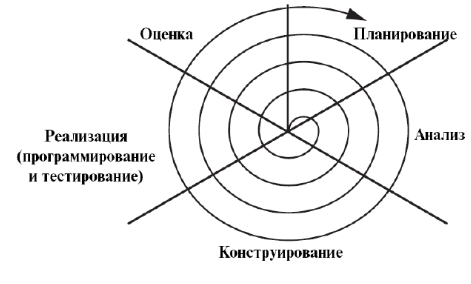 Оценка
Планирование
Реализация
(программирование
и тестирование)
Анализ
Конструирование